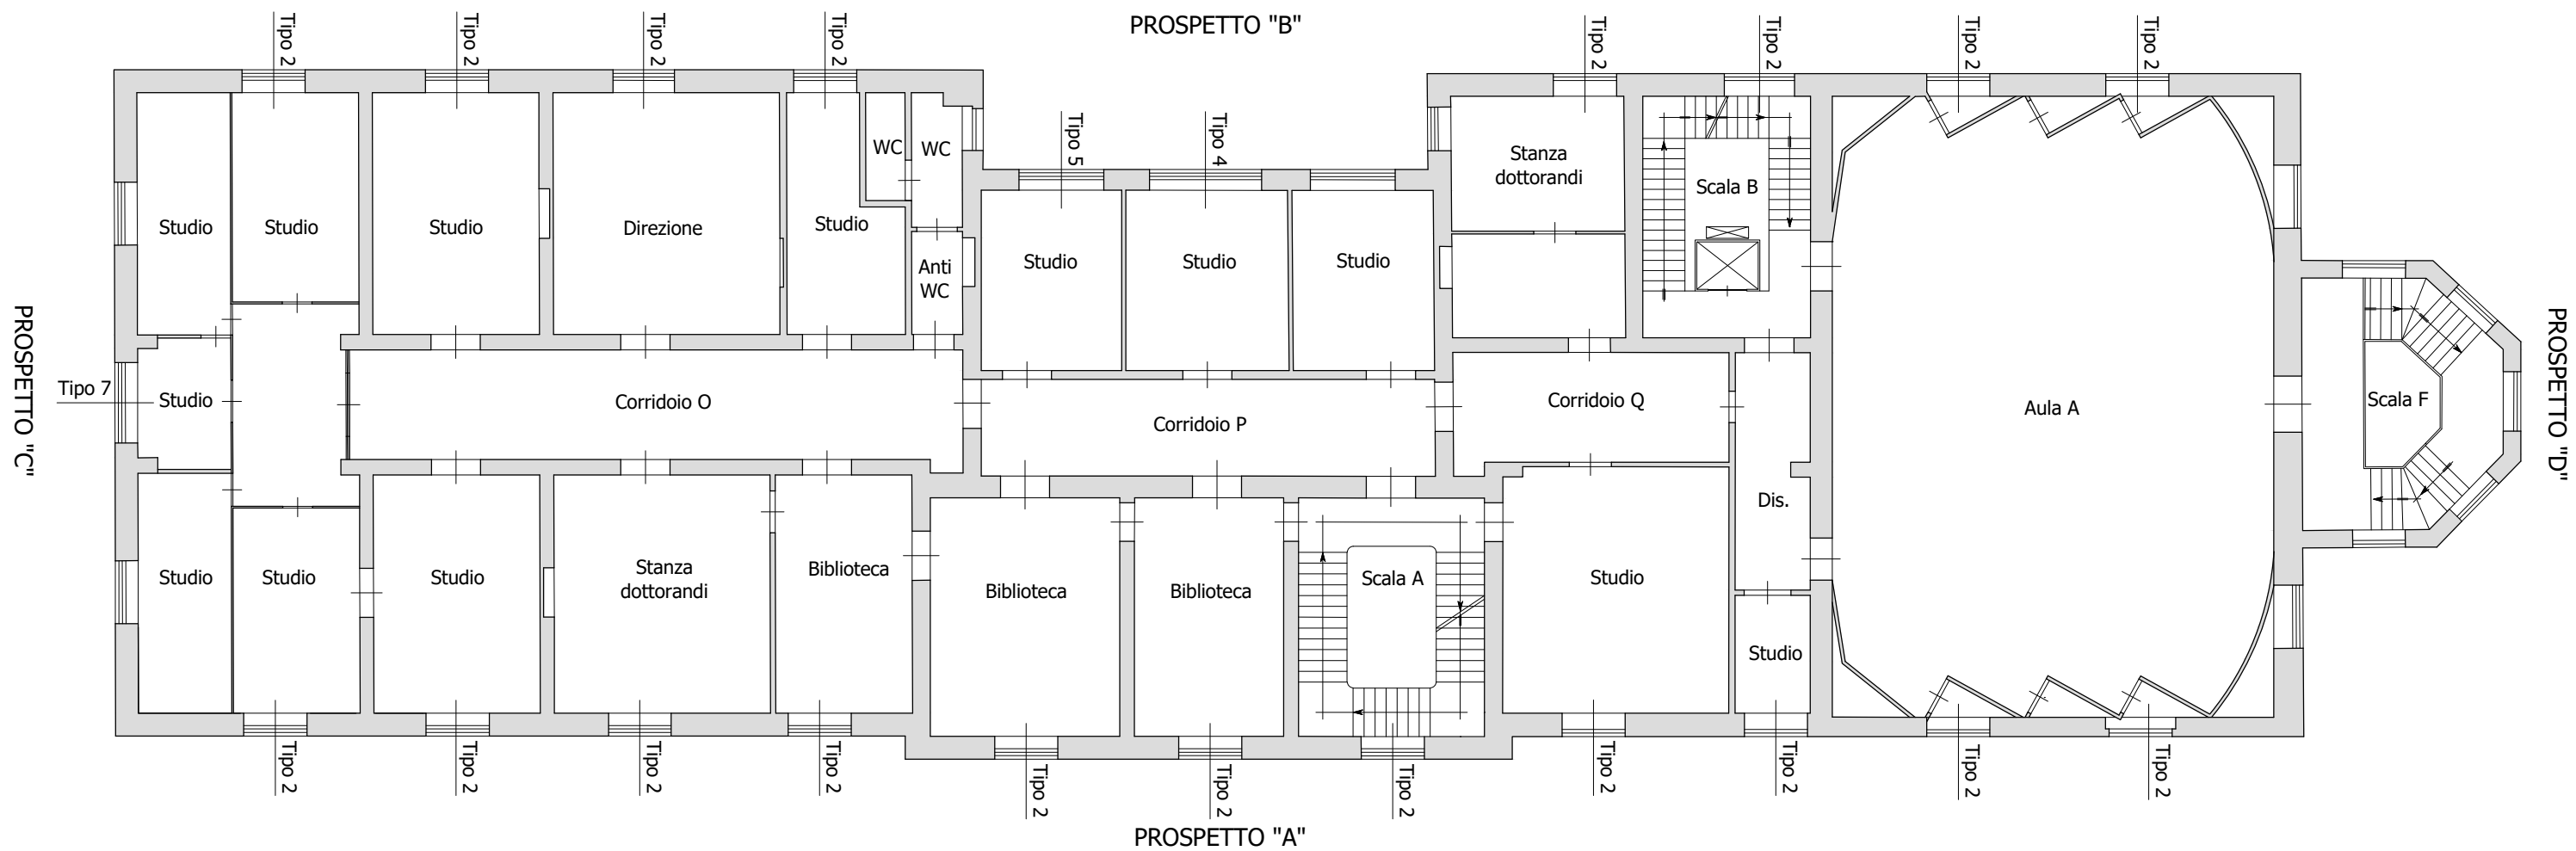 PROSPETTO "B"
Tipo 2
Tipo 2
Tipo 2
Tipo 2
Tipo 2
Tipo 2
Tipo 2
Tipo 2
Tipo 5
Tipo 4
WC
WC
Stanza
dottorandi
Scala B
Studio
Studio
Studio
Direzione
Studio
Anti
WC
Studio
Studio
Studio
PROSPETTO "C"
Tipo 7
Studio
Corridoio O
Corridoio P
Corridoio Q
Aula A
Scala F
PROSPETTO "D"
Dis.
Studio
Studio
Studio
Stanza
dottorandi
Biblioteca
Biblioteca
Biblioteca
Scala A
Studio
Studio
Tipo 2
Tipo 2
Tipo 2
Tipo 2
Tipo 2
Tipo 2
Tipo 2
Tipo 2
Tipo 2
Tipo 2
Tipo 2
PROSPETTO "A"